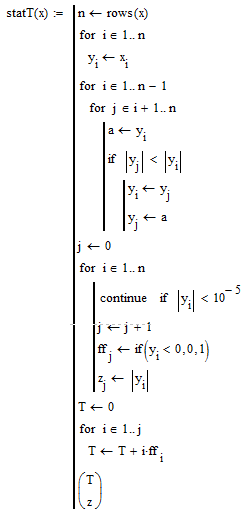 statT(x) := n ← rows(x)
for i ∈ 1.. n
y_i ← x_i
for i ∈ 1.. n − 1
for j ∈ i + 1.. n
a ← y_i
if |y_j| < |y_i|
y_i ← y_j
y_j ← a
j ← 0
for i ∈ 1.. n
continue if |y_i| < 10^−5
j ← j + 1
ff_j ← if(y_i < 0, 0, 1)
z_j ← |y_i|
T ← 0
for i ∈ 1.. j
T ← T + i·ff_i
(T
z)